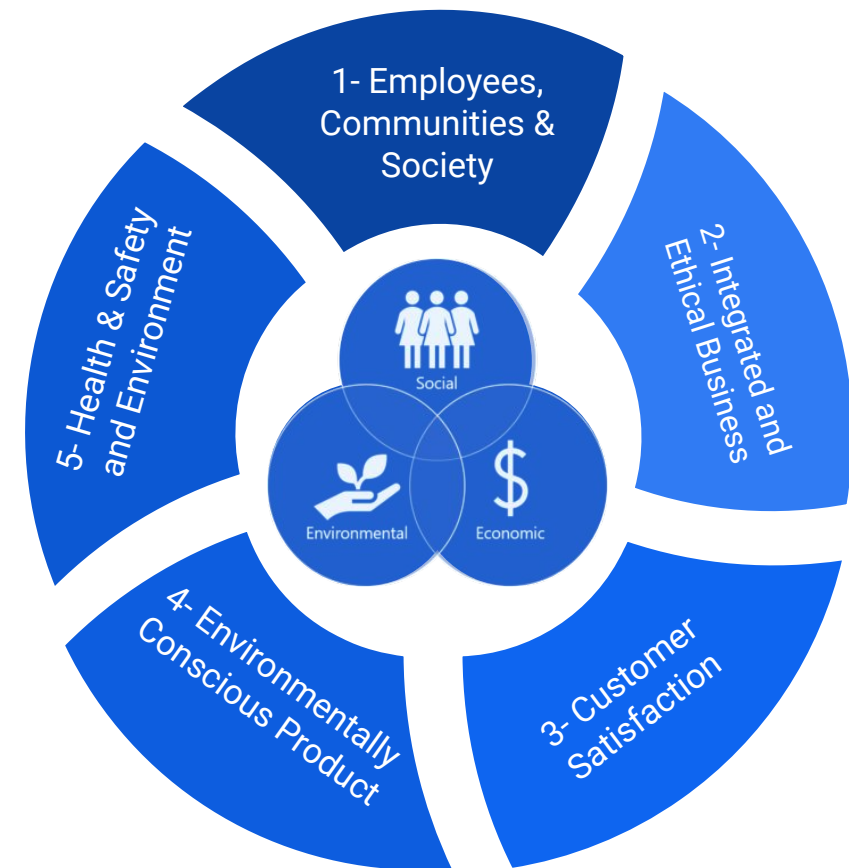 1- Employees,
Communities &
Society
2- Integrated and
Ethical Business
3- Customer
Satisfaction
4- Environmentally
Conscious Product
5- Health & Safety
and Environment
Social
Environmental
Economic